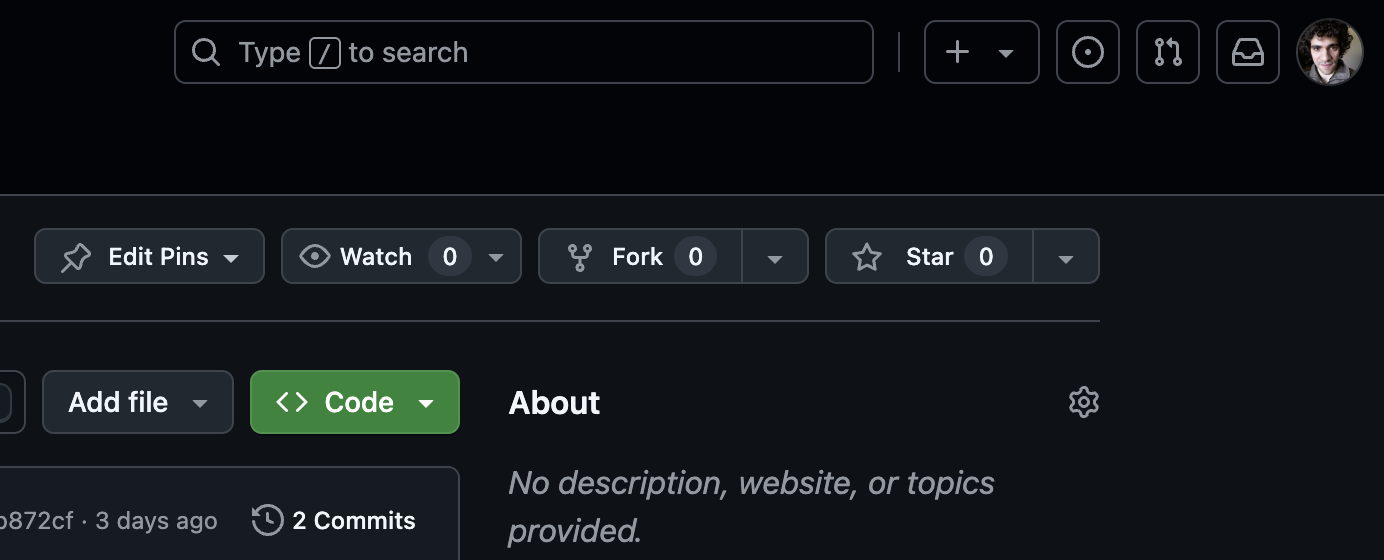 Type / to search
Edit Pins Watch 0 Fork 0 Star 0
Add file Code About
No description, website, or topics
provided.
b872cf · 3 days ago 2 Commits